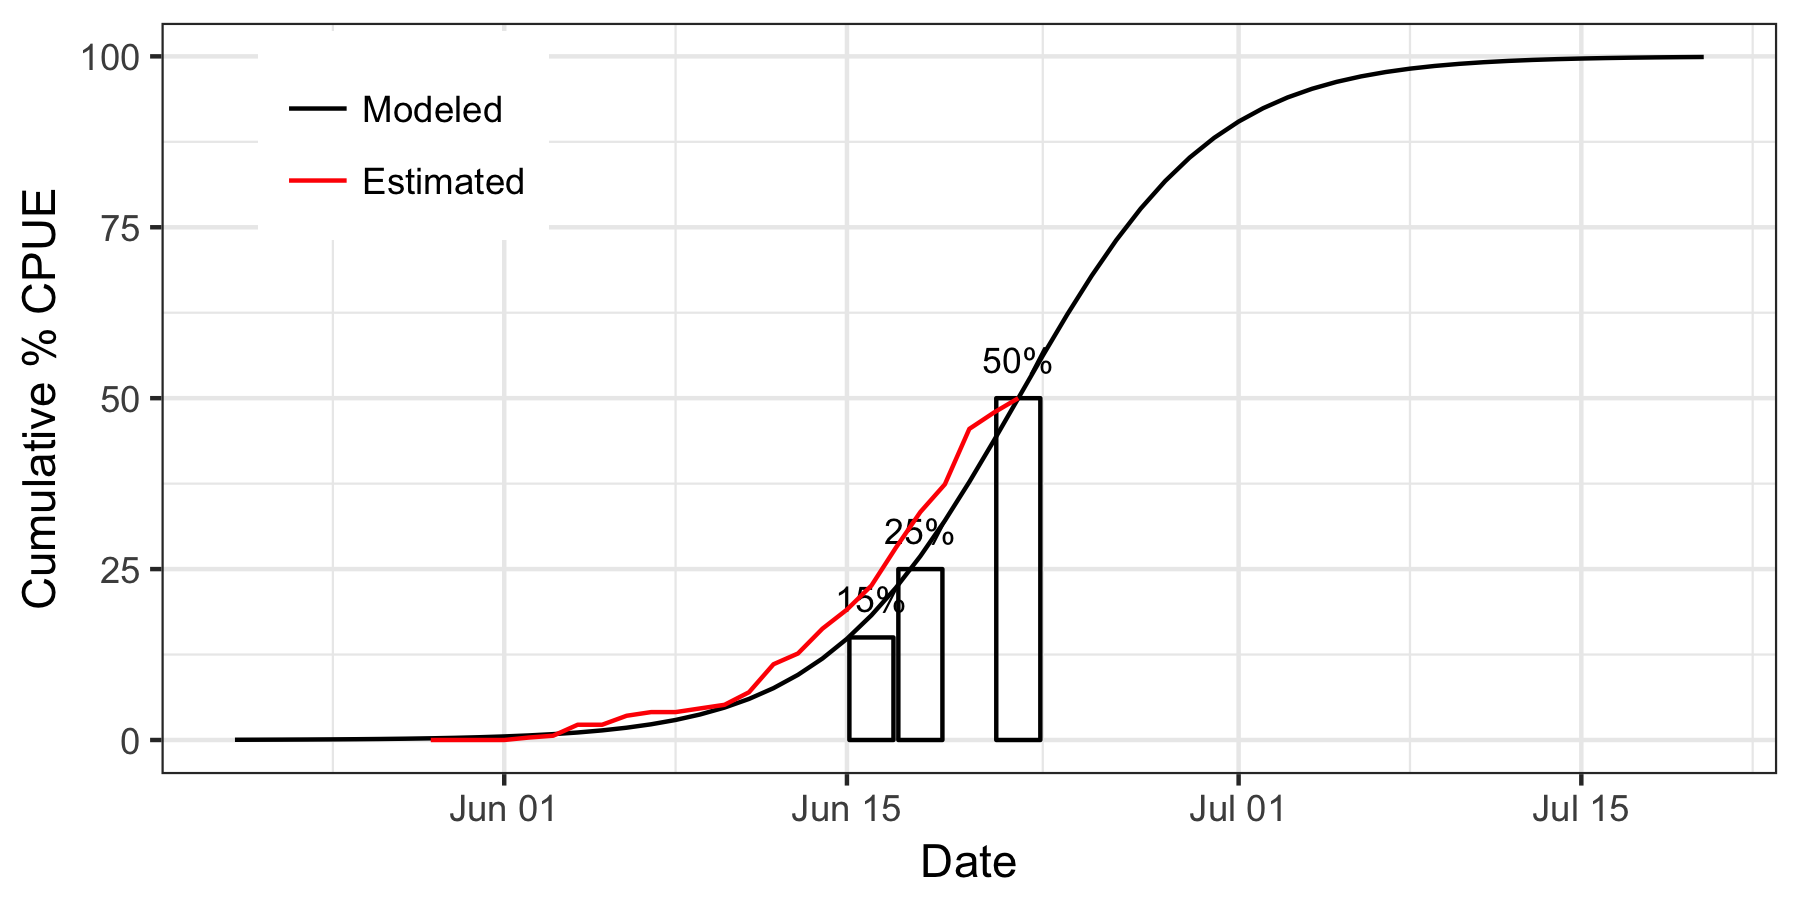 Cumulative % CPUE
100
75
50
25
0
Modeled
Estimated
50%
25%
15%
Jun 01
Jun 15
Jul 01
Jul 15
Date